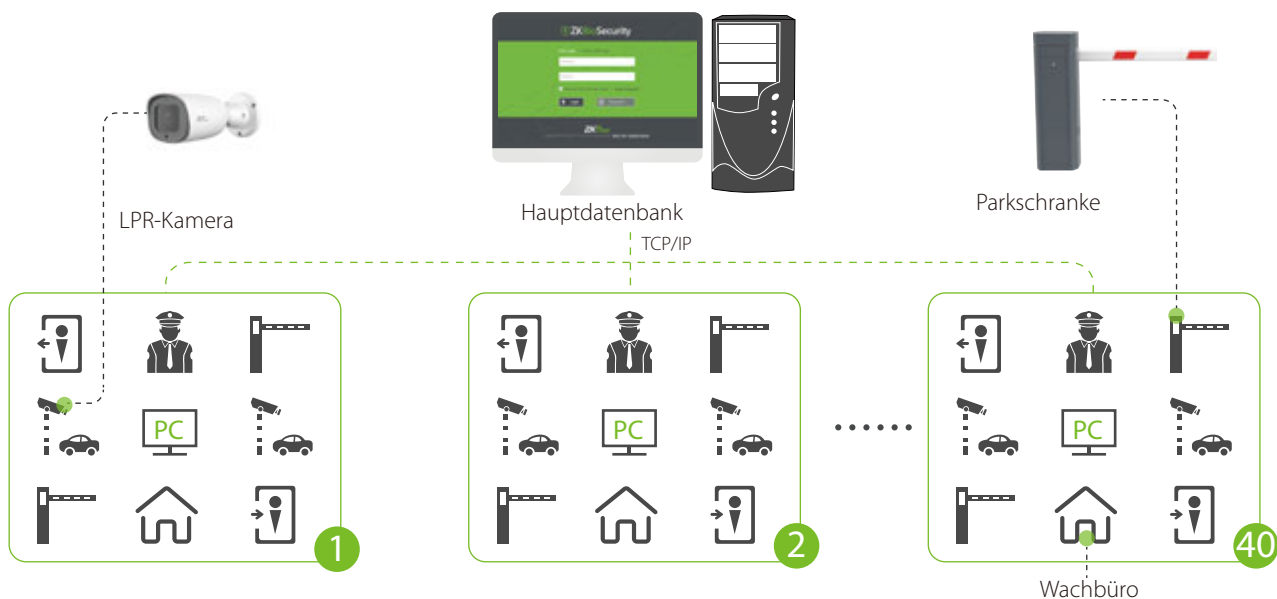 ZKBioSecurity
LPR-Kamera
Hauptdatenbank
Parkschranke
TCP/IP
PC
PC
PC
1
2
40
Wachbüro